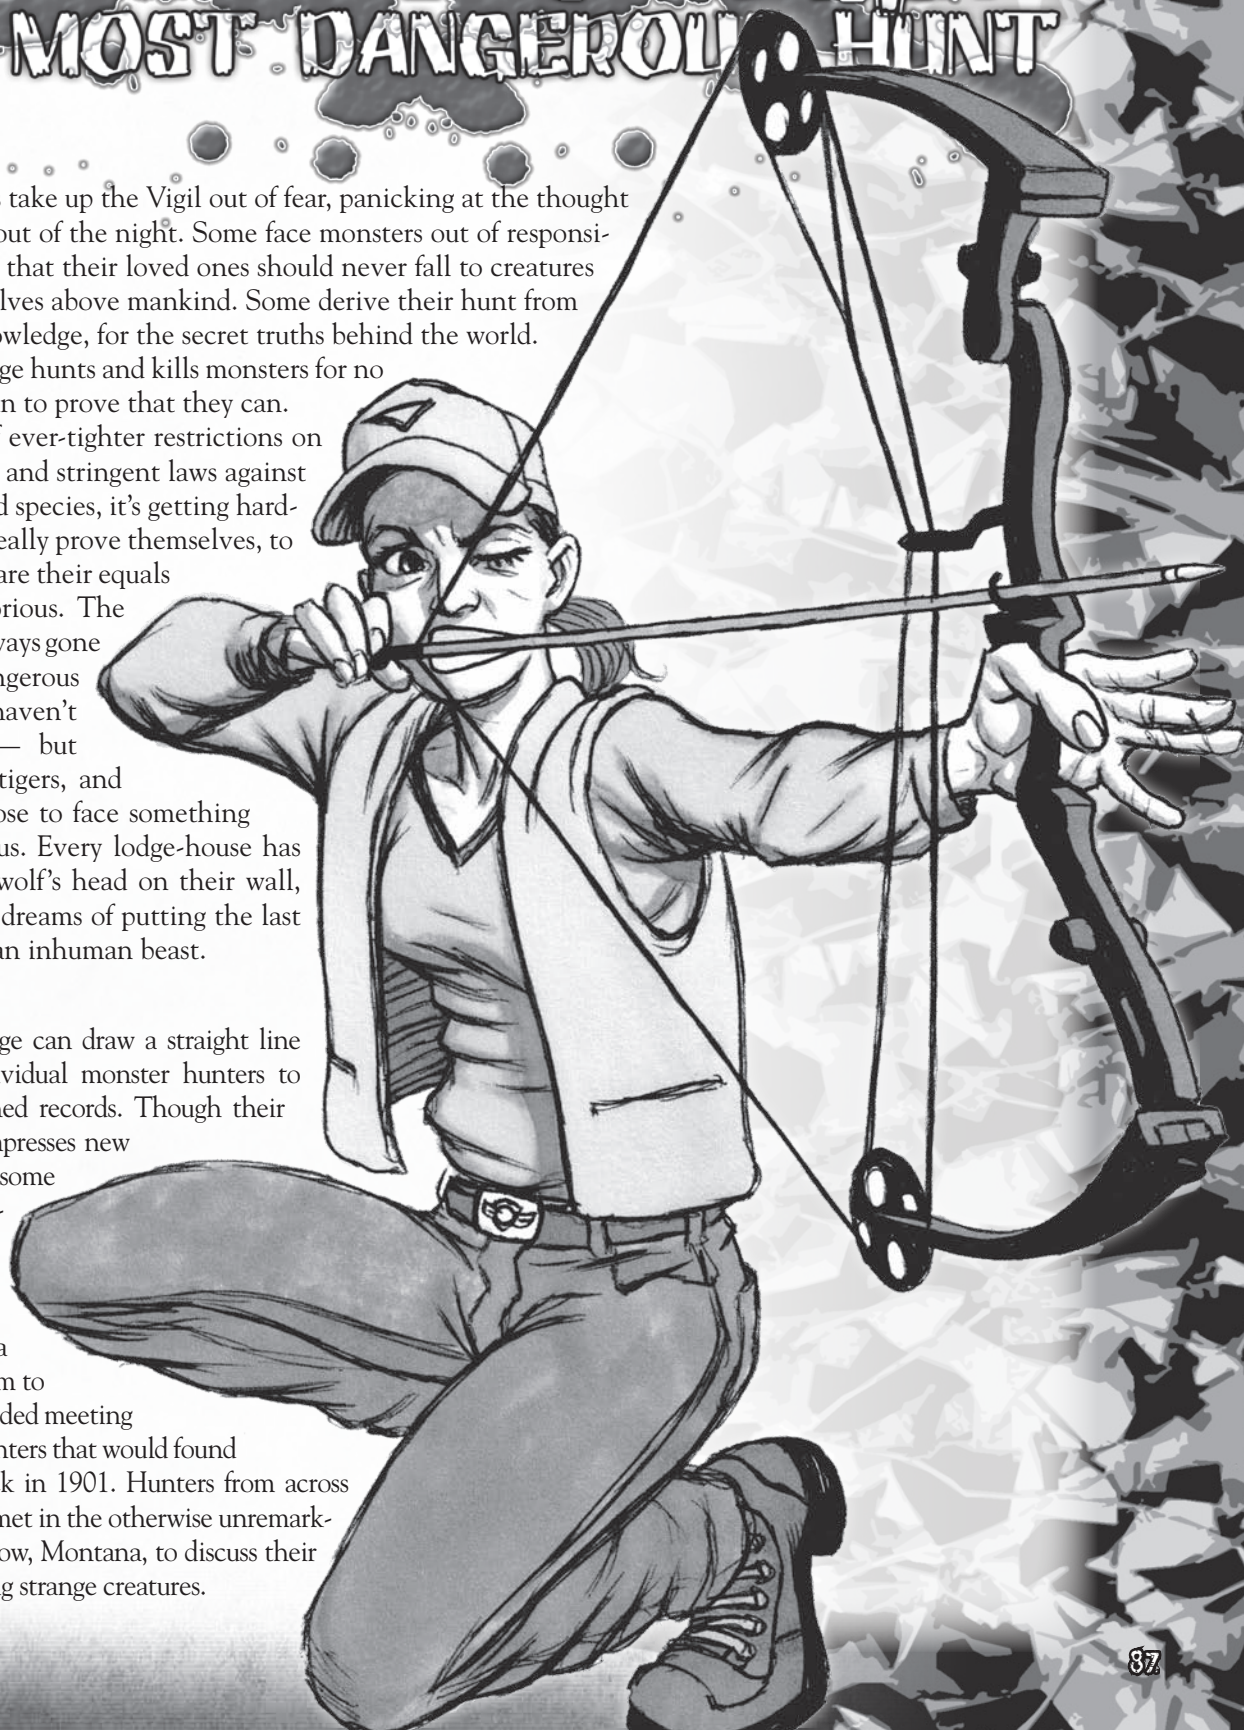 MOST DANGEROUS HUNT
take up the Vigil out of fear, panicking at the thought
out of the night. Some face monsters out of responsi-
that their loved ones should never fall to creatures
lves above mankind. Some derive their hunt from
wledge, for the secret truths behind the world.
ge hunts and kills monsters for no
n to prove that they can.
ever-tighter restrictions on
and stringent laws against
d species, it's getting hard-
eally prove themselves, to
are their equals
orious. The
ways gone
ngerous
haven't
— but
tigers, and
ose to face something
us. Every lodge-house has
wolf's head on their wall,
dreams of putting the last
an inhuman beast.
ge can draw a straight line
ividual monster hunters to
ned records. Though their
mpresses new
some
-
a
m to
ded meeting
nters that would found
k in 1901. Hunters from across
met in the otherwise unremark-
ow, Montana, to discuss their
g strange creatures.
87